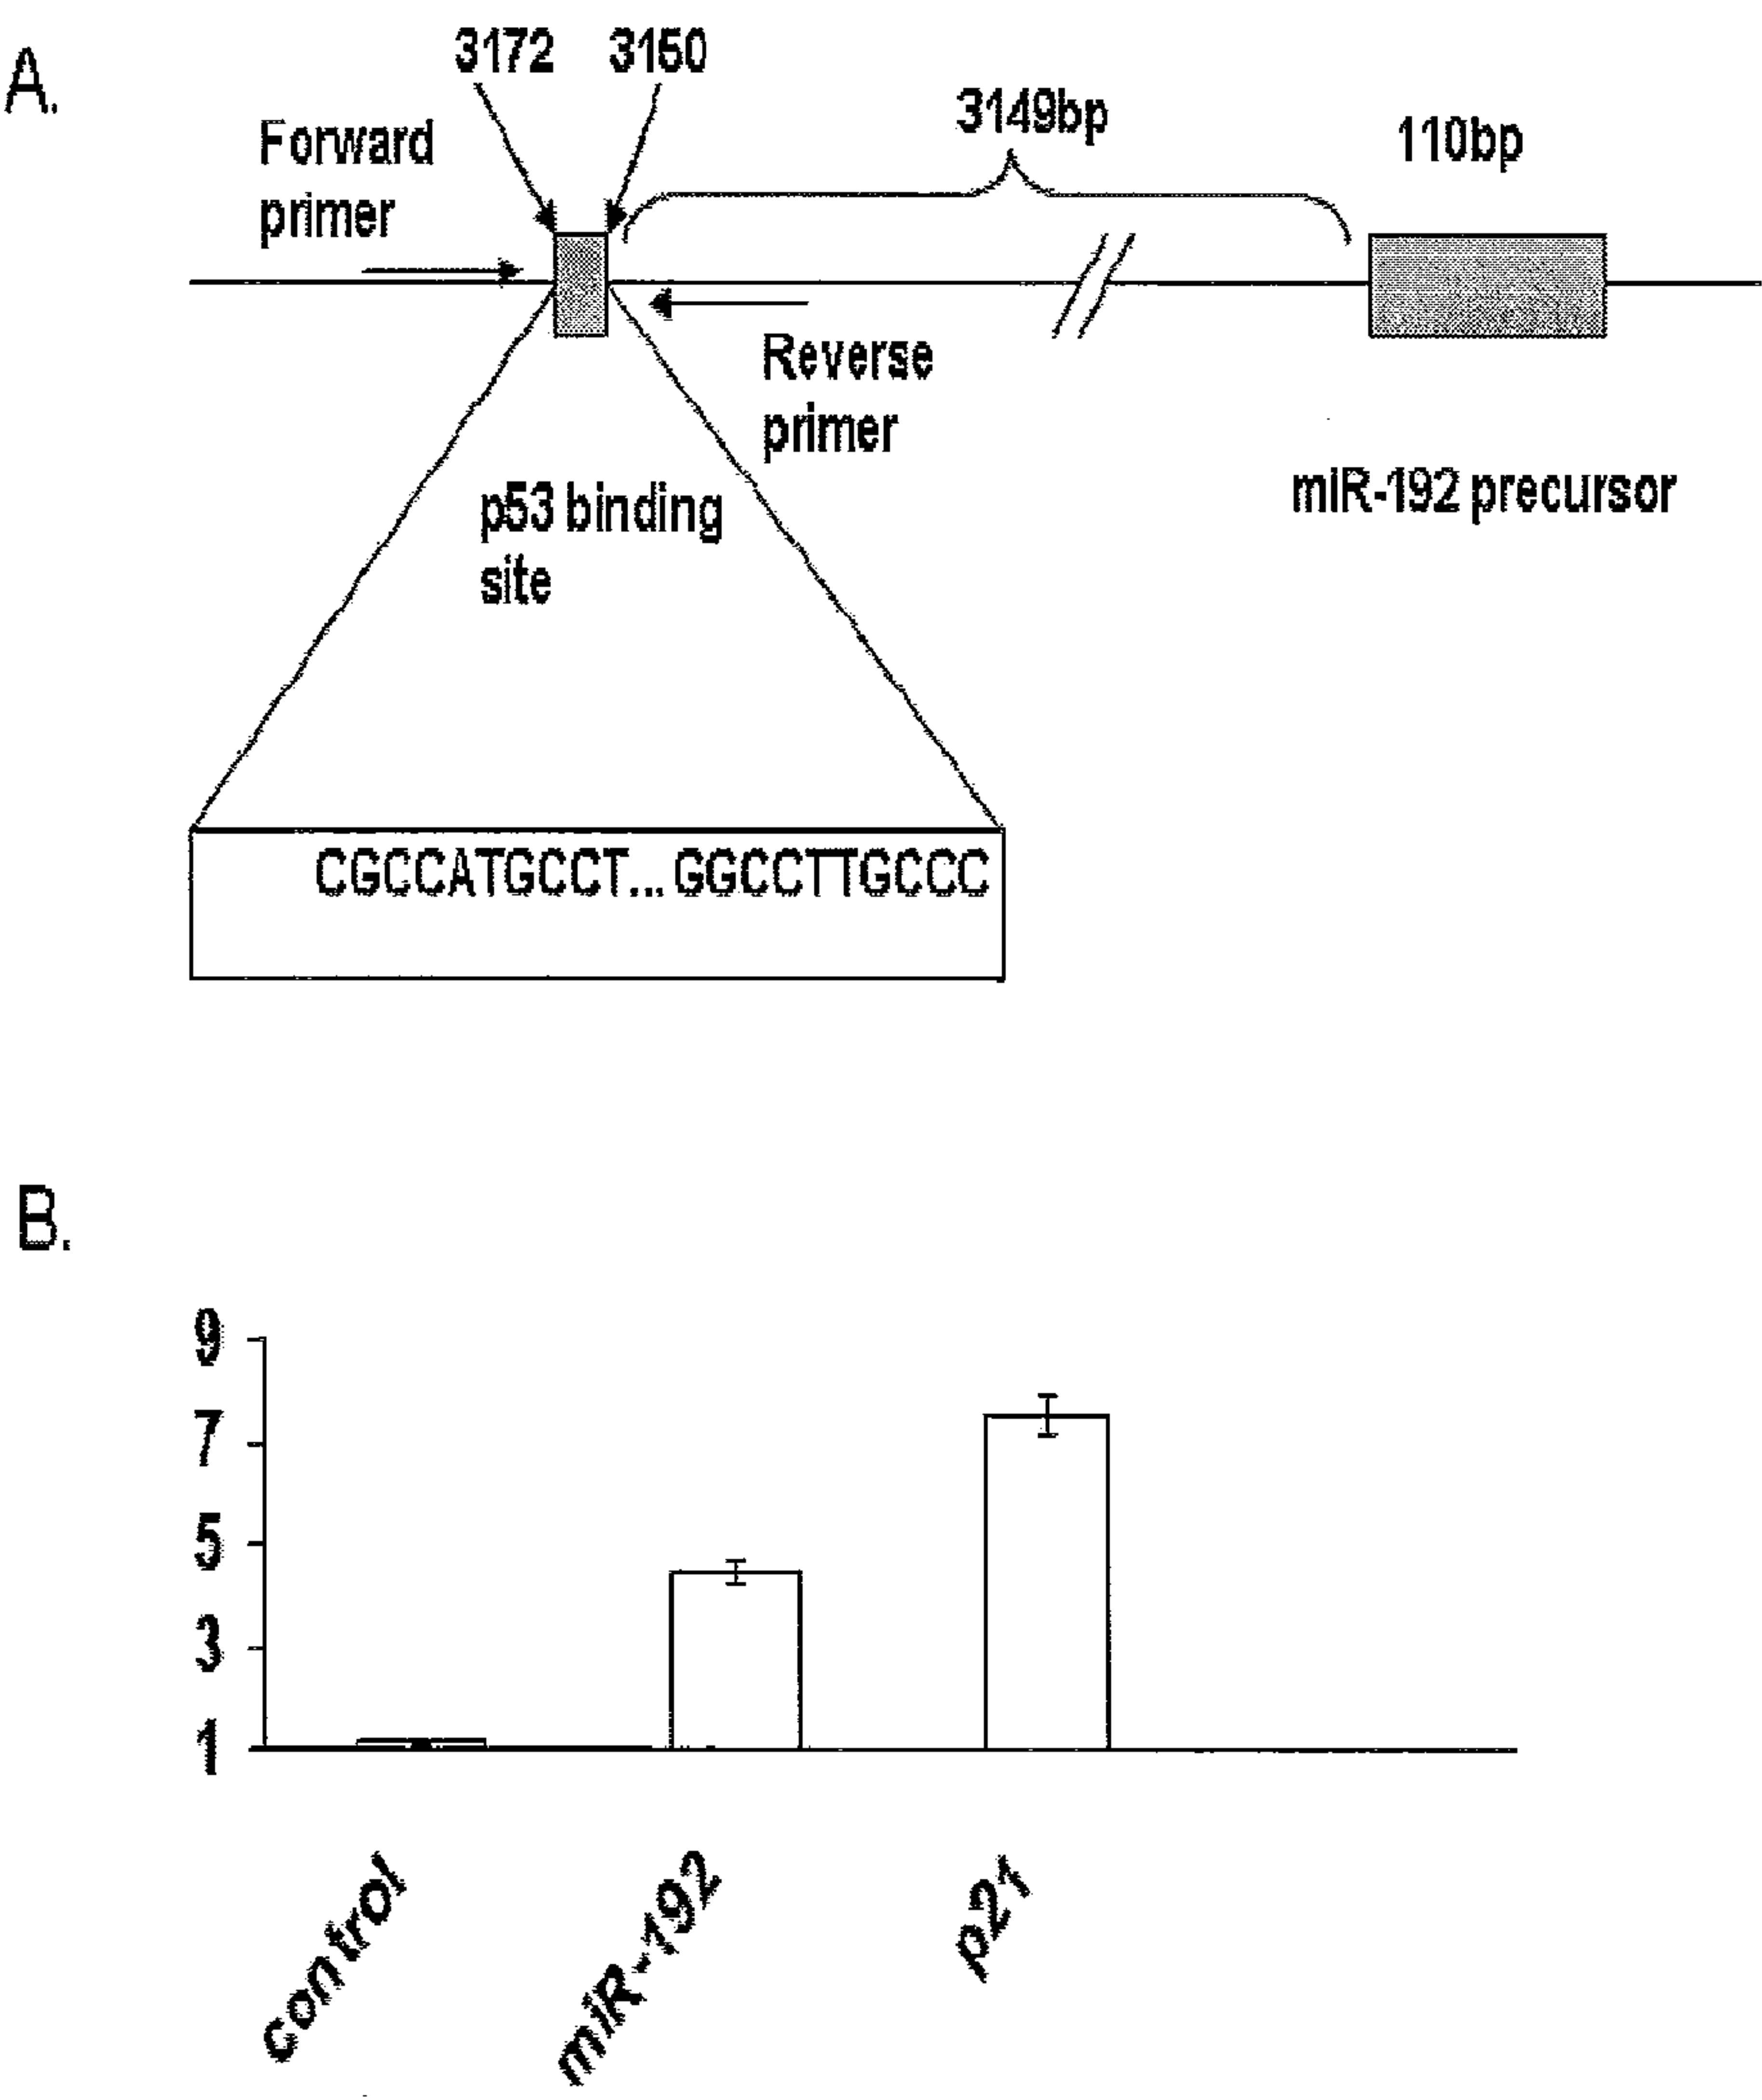 A.
3172 3150
3149bp
110bp
Forward
primer
Reverse
primer
miR-192 precursor
p53 binding
site
CGCCATGCCT... GGCCTTGCCC
B.
9
7
5
3
1
control
miR-192
p21